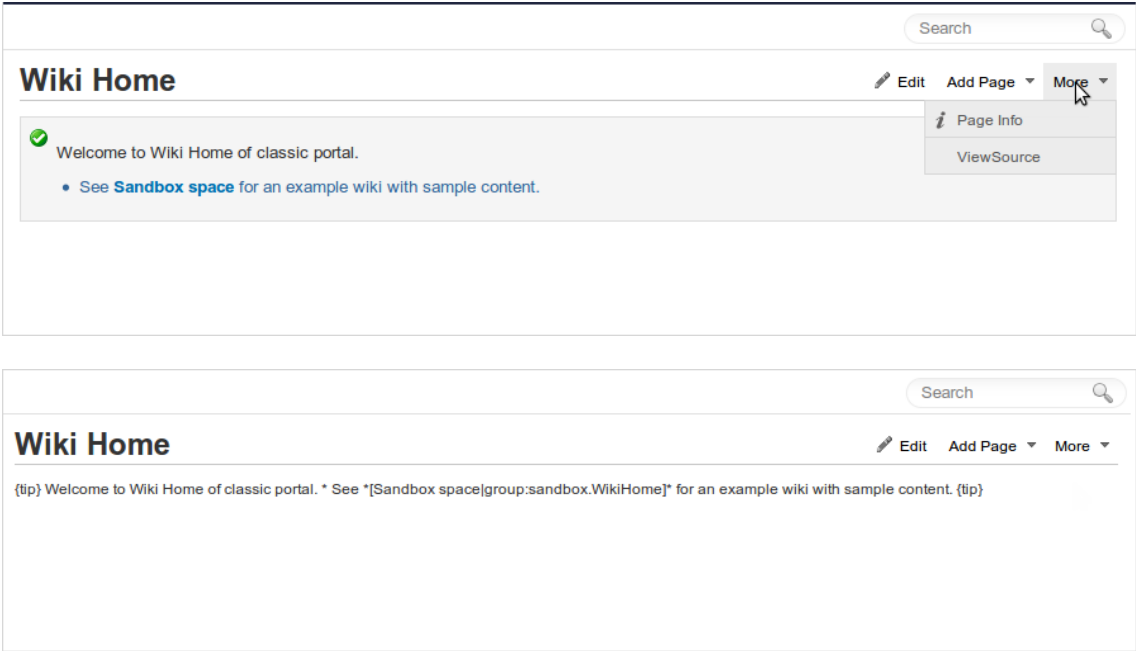 Search
Wiki Home
Edit Add Page More
Page Info
ViewSource
Welcome to Wiki Home of classic portal.
• See Sandbox space for an example wiki with sample content.
Search
Wiki Home
Edit Add Page More
{tip} Welcome to Wiki Home of classic portal. * See *[Sandbox space|group:sandbox.WikiHome]* for an example wiki with sample content. {tip}